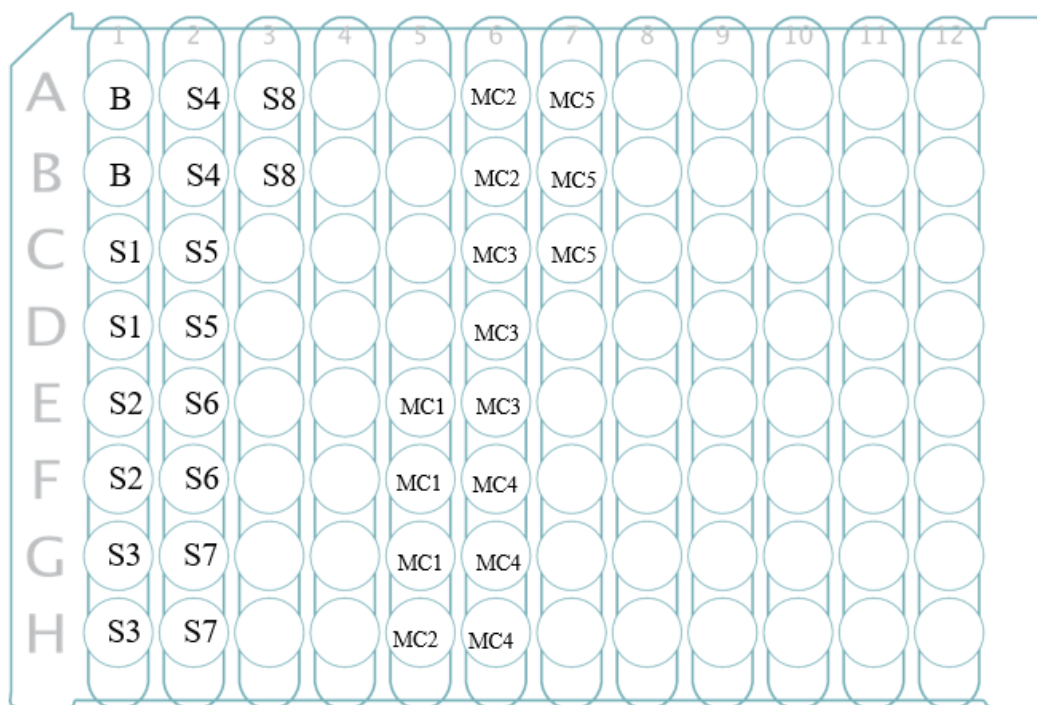 1 2 3 4 5 6 7 8 9 10 11 12
A B S4 S8 MC2 MC5
B B S4 S8 MC2 MC5
C S1 S5 MC3 MC5
D S1 S5 MC3
E S2 S6 MC1 MC3
F S2 S6 MC1 MC4
G S3 S7 MC1 MC4
H S3 S7 MC2 MC4